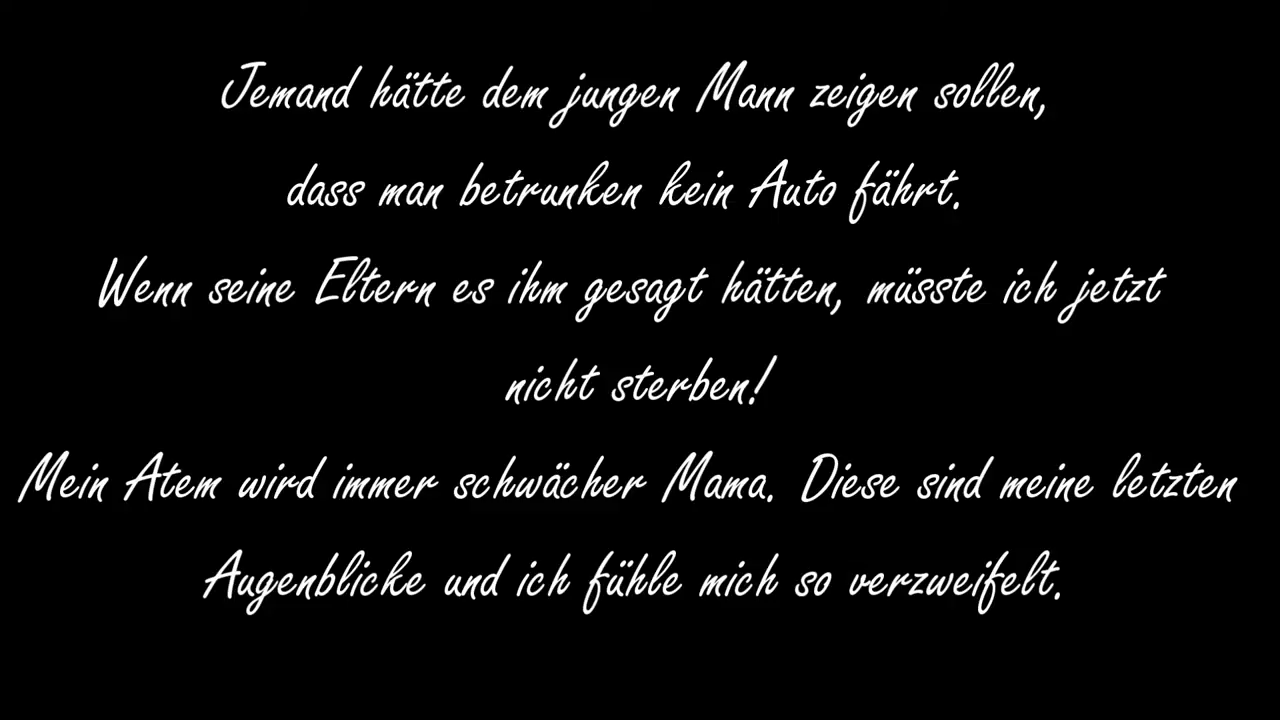 Jemand hätte dem jungen Mann zeigen sollen,
dass man betrunken kein Auto fährt.
Wenn seine Eltern es ihm gesagt hätten, müsste ich jetzt
nicht sterben!
Mein Atem wird immer schwächer Mama. Diese sind meine letzten
Augenblicke und ich fühle mich so verzweifelt.